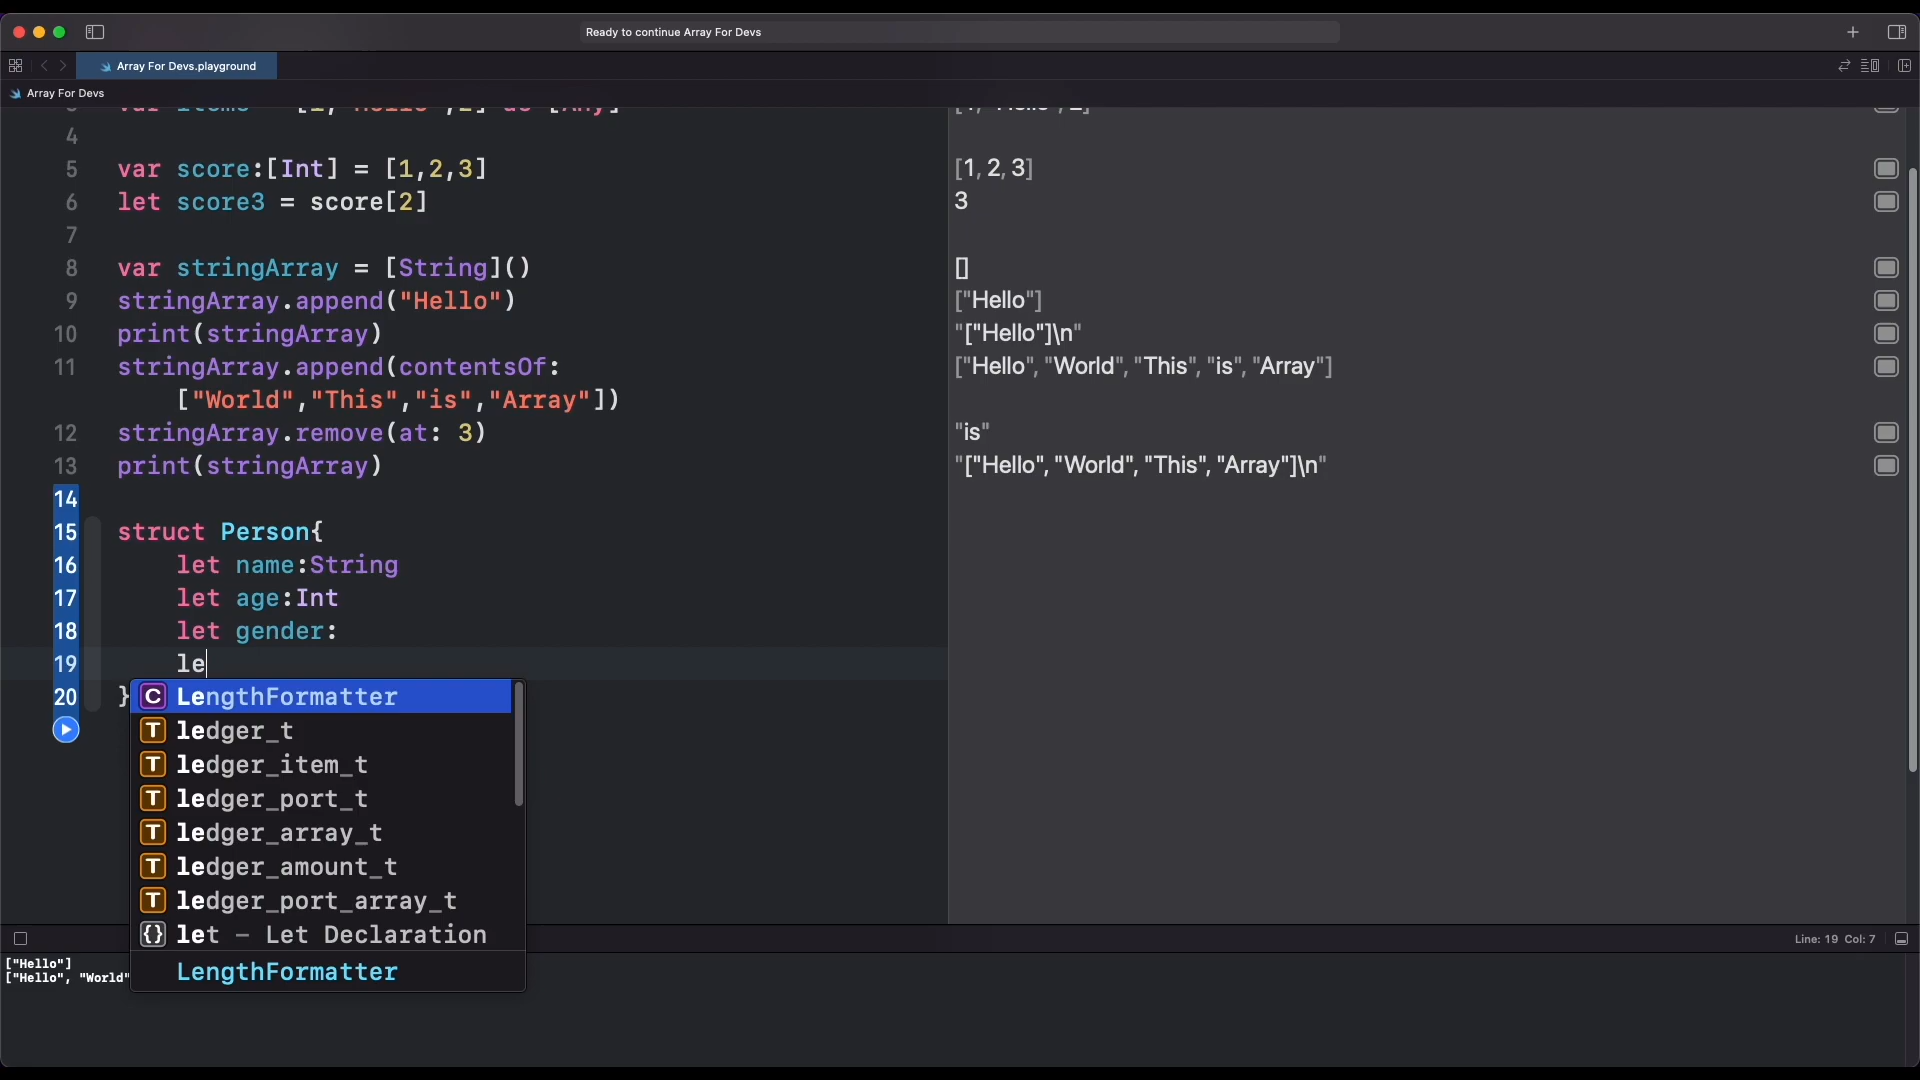 Ready to continue Array For Devs
Array For Devs.playground
Array For Devs
4
5 var score:[Int] = [1,2,3]
[1, 2, 3]
6 let score3 = score[2]
3
7
8 var stringArray = [String]()
[]
9 stringArray.append("Hello")
["Hello"]
10 print(stringArray)
"["Hello"]\n"
11 stringArray.append(contentsOf:
["World","This","is","Array"])
["Hello", "World", "This", "is", "Array"]
12 stringArray.remove(at: 3)
"is"
13 print(stringArray)
"["Hello", "World", "This", "Array"]\n"
14
15 struct Person{
16 let name:String
17 let age:Int
18 let gender:
19 le
20 }
C LengthFormatter
T ledger_t
T ledger_item_t
T ledger_port_t
T ledger_array_t
T ledger_amount_t
T ledger_port_array_t
{} let – Let Declaration
LengthFormatter
Line: 19 Col: 7
["Hello"]
["Hello", "World"